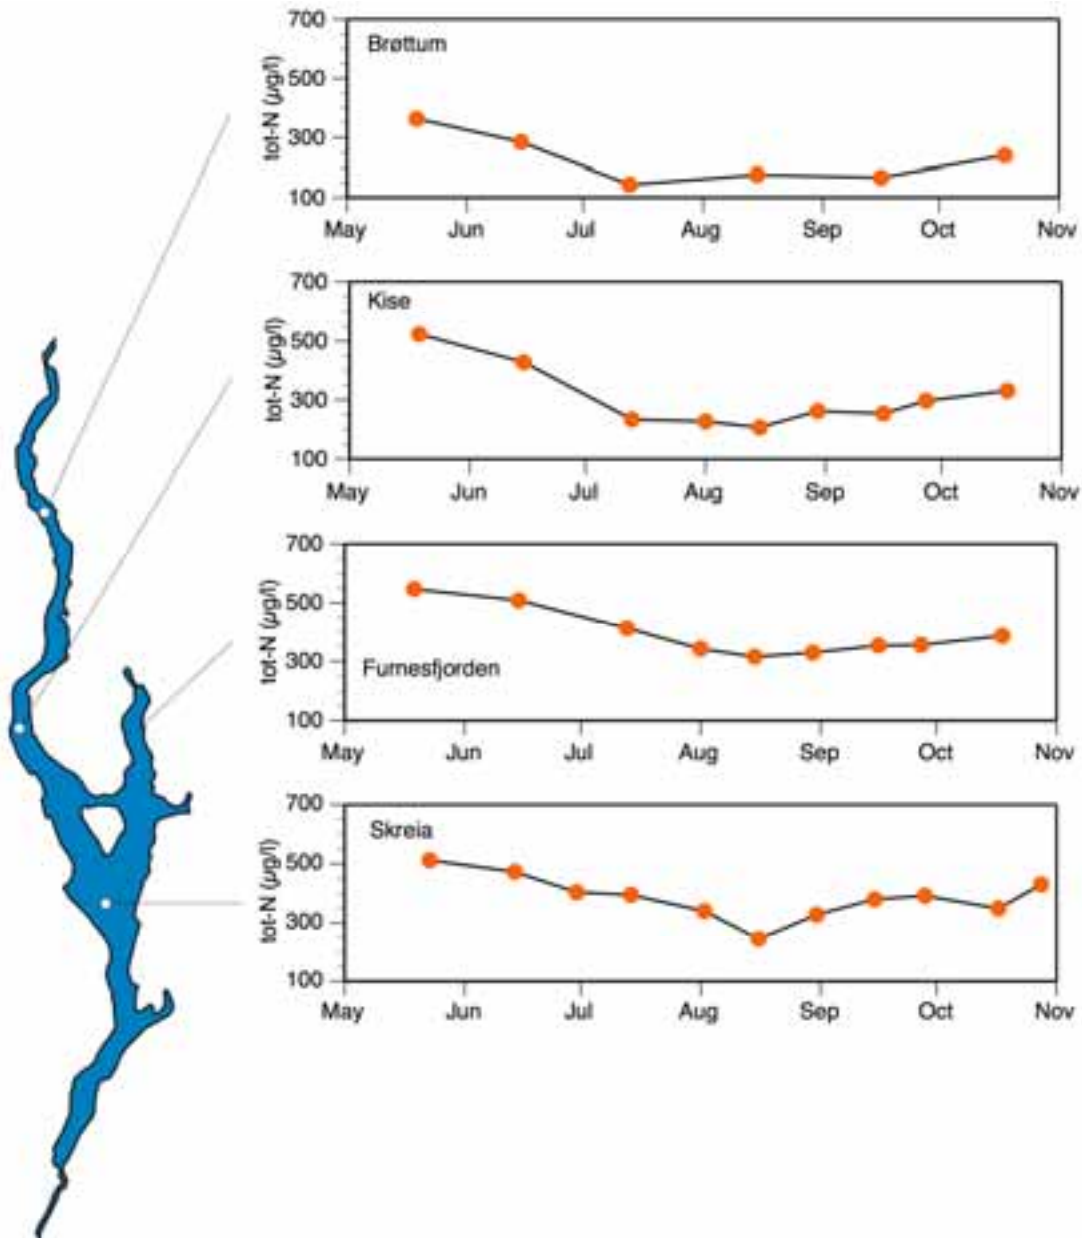 700
Brøttum
500
300
100
tot-N (µg/l)
May Jun Jul Aug Sep Oct Nov
700
Kise
500
300
100
tot-N (µg/l)
May Jun Jul Aug Sep Oct Nov
700
500
300
Furnesfjorden
100
tot-N (µg/l)
May Jun Jul Aug Sep Oct Nov
700
Skreia
500
300
100
tot-N (µg/l)
May Jun Jul Aug Sep Oct Nov